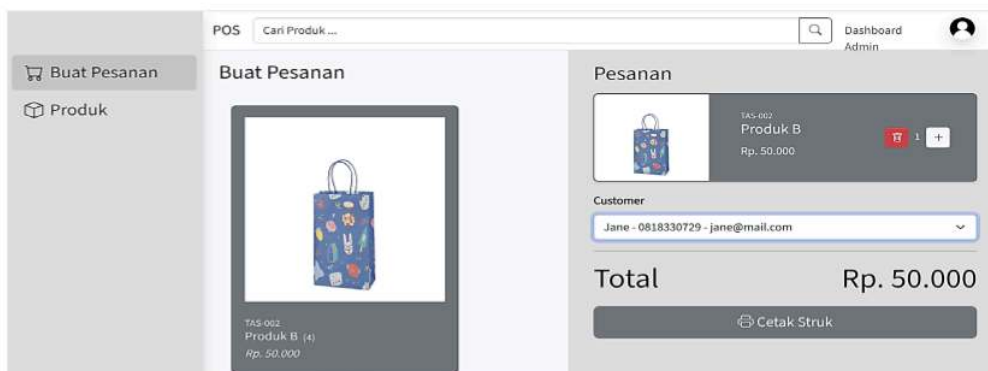 POS
Cari Produk ...
Dashboard
Admin
Buat Pesanan
Produk
Buat Pesanan
TAS-002
Produk B (4)
Rp. 50.000
Pesanan
TAS-002
Produk B
Rp. 50.000
1 +
Customer
Jane - 0818330729 - jane@mail.com
Total Rp. 50.000
Cetak Struk